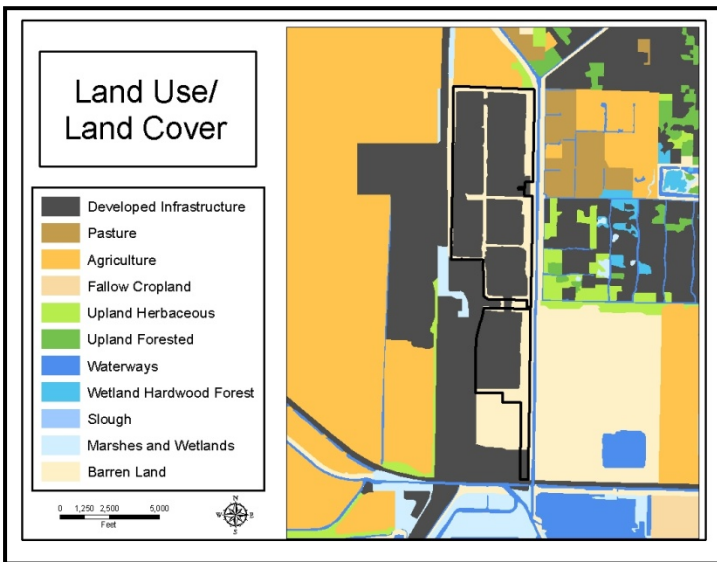 Land Use/
Land Cover
Developed Infrastructure
Pasture
Agriculture
Fallow Cropland
Upland Herbaceous
Upland Forested
Waterways
Wetland Hardwood Forest
Slough
Marshes and Wetlands
Barren Land
0 1,250 2,500 5,000
Feet
N
W E
S